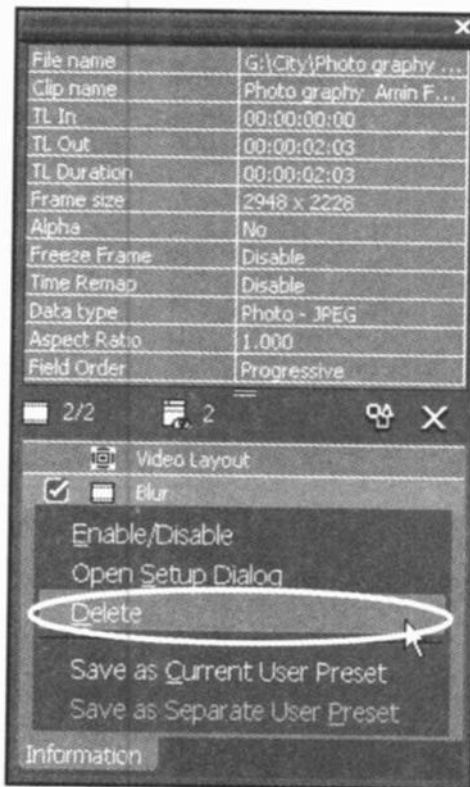 File name G:\City\Photo graphy ...
Clip name Photo graphy Amin F...
TL In 00:00:00:00
TL Out 00:00:02:03
TL Duration 00:00:02:03
Frame size 2948 x 2228
Alpha No
Freeze Frame Disable
Time Remap Disable
Data type Photo - JPEG
Aspect Ratio 1.000
Field Order Progressive
2/2 2
Video Layout
Blur
Enable/Disable
Open Setup Dialog
Delete
Save as Current User Preset
Save as Separate User Preset
Information